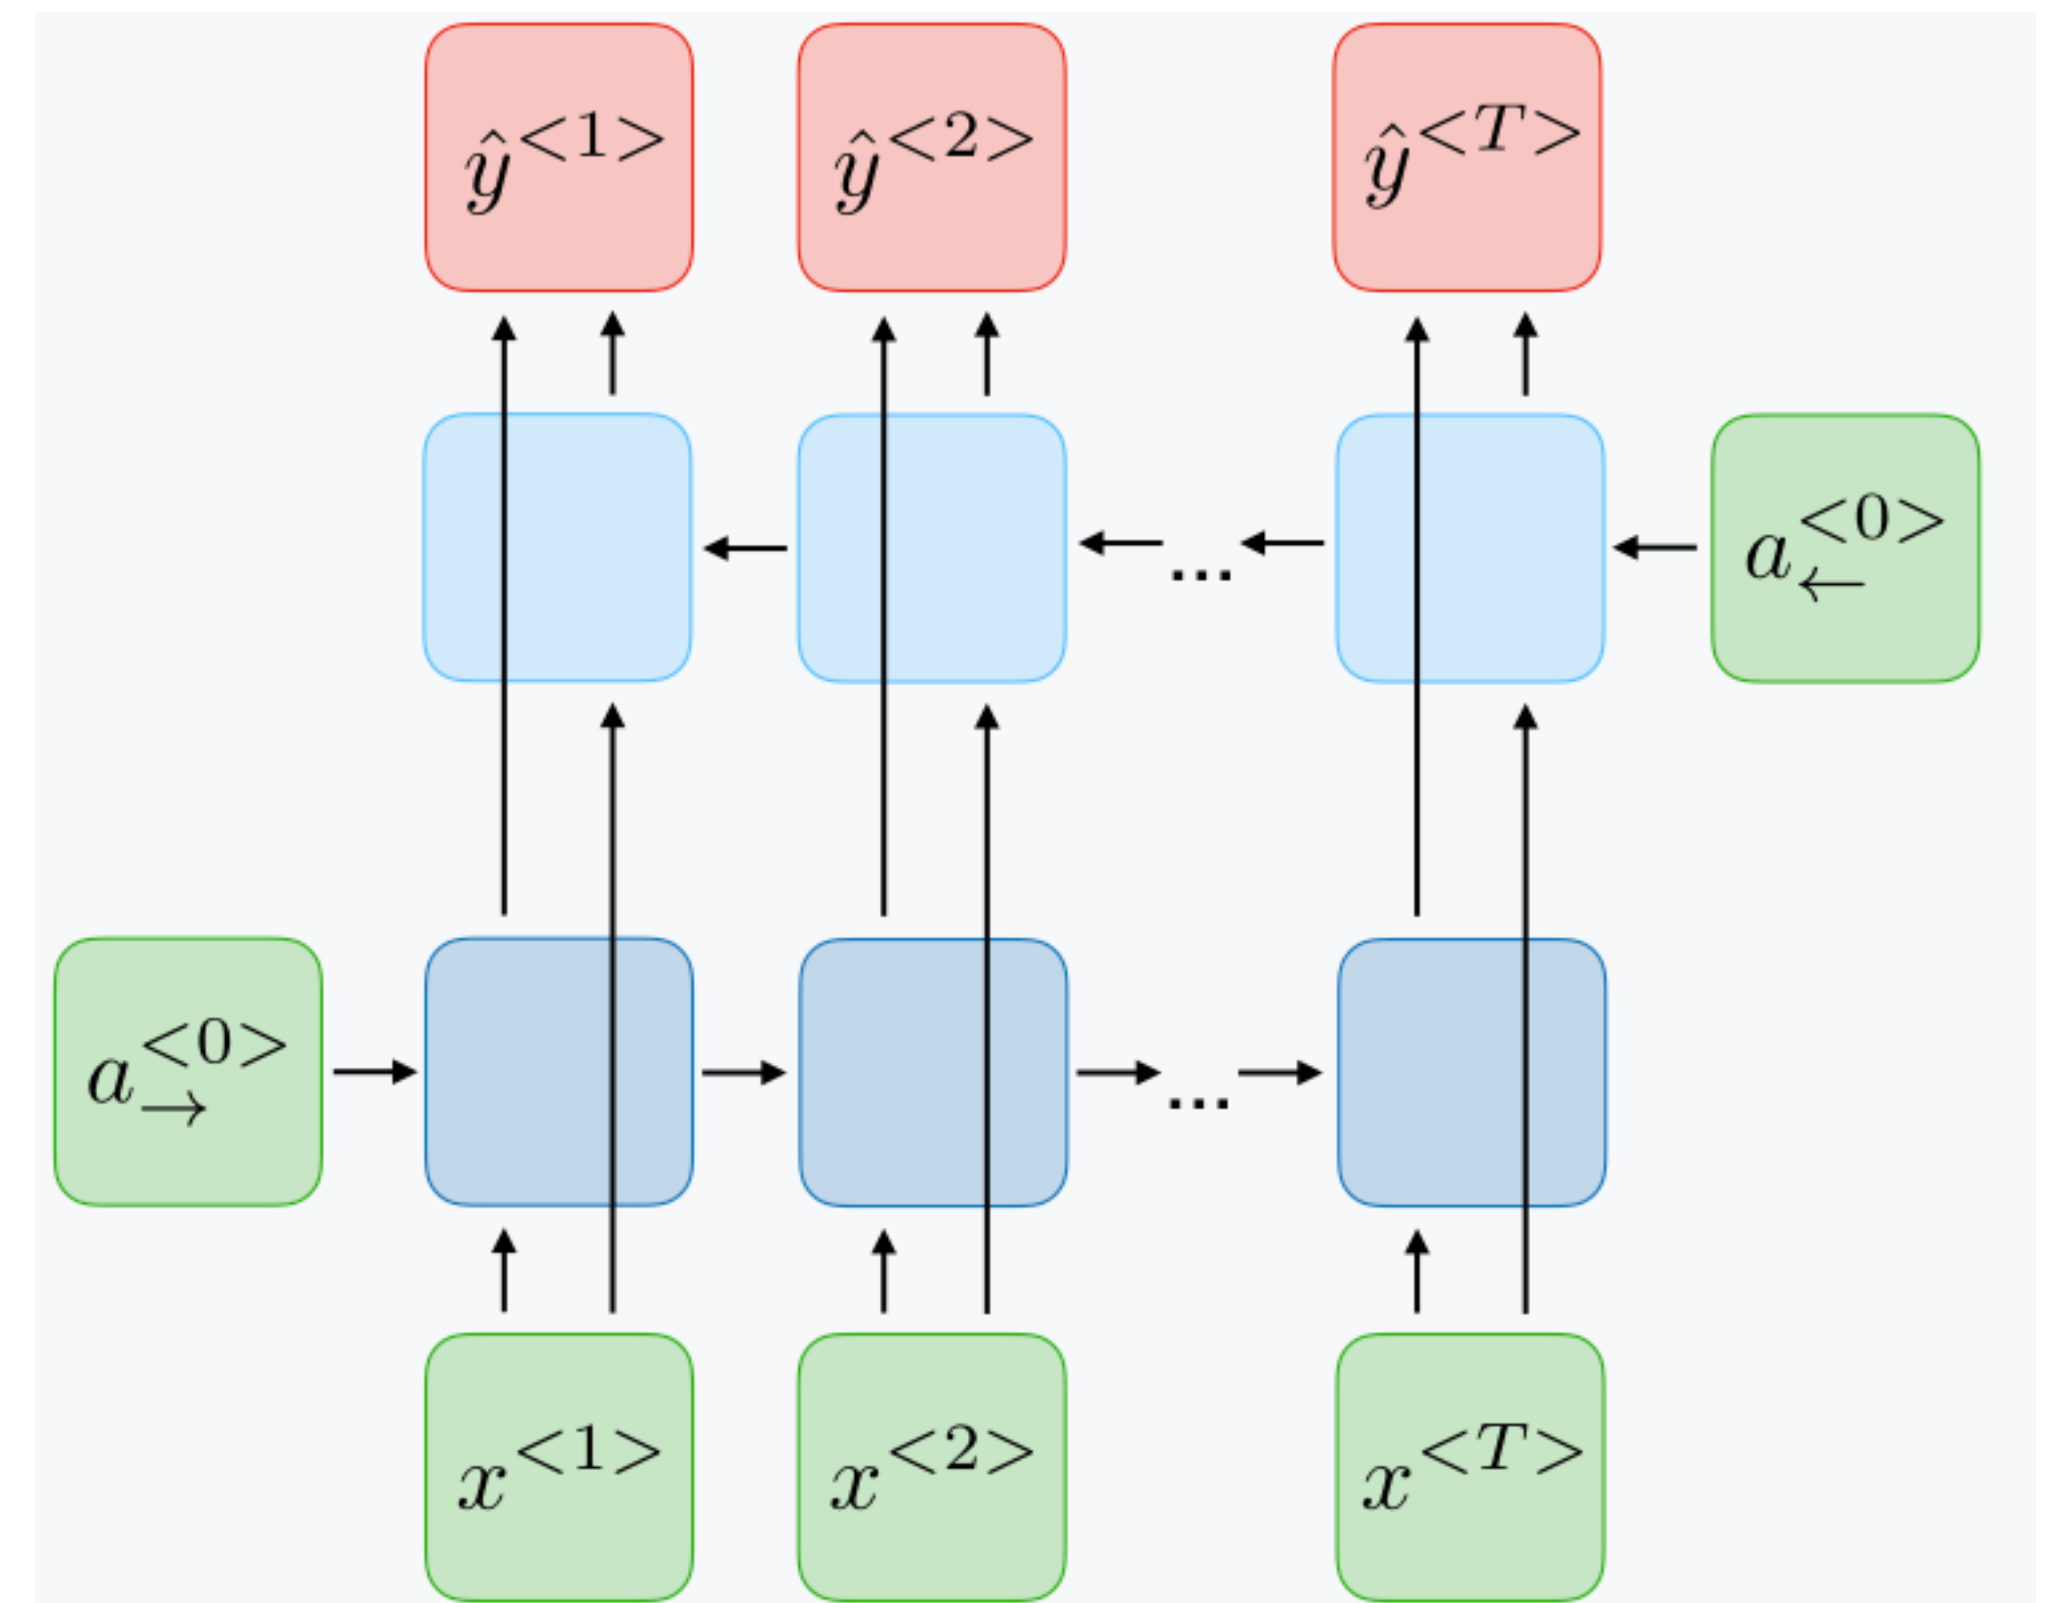 ŷ<1> ŷ<2> ŷ<T>
... a←<0>
a→<0> ...
x<1> x<2> x<T>